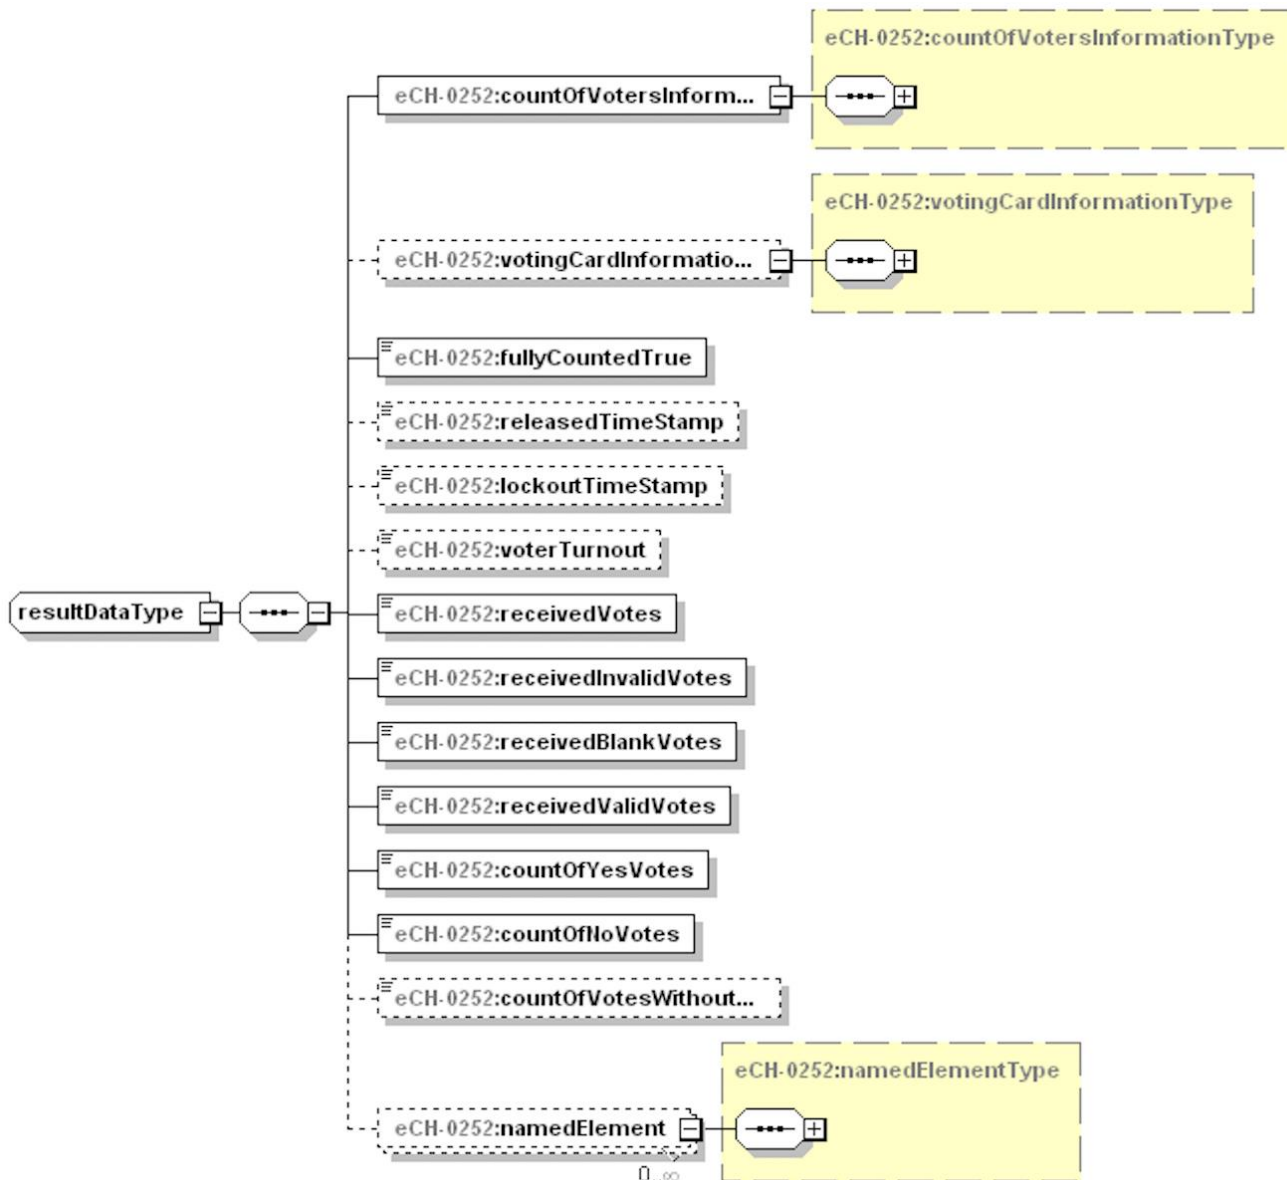 eCH-0252:countOfVotersInformationType
eCH-0252:countOfVotersInform...
eCH-0252:votingCardInformationType
eCH-0252:votingCardInformatio...
eCH-0252:fullyCountedTrue
eCH-0252:releasedTimeStamp
eCH-0252:lockoutTimeStamp
eCH-0252:voterTurnout
resultDataType
eCH-0252:receivedVotes
eCH-0252:receivedInvalidVotes
eCH-0252:receivedBlankVotes
eCH-0252:receivedValidVotes
eCH-0252:countOfYesVotes
eCH-0252:countOfNoVotes
eCH-0252:countOfVotesWithout...
eCH-0252:namedElementType
eCH-0252:namedElement
0..∞